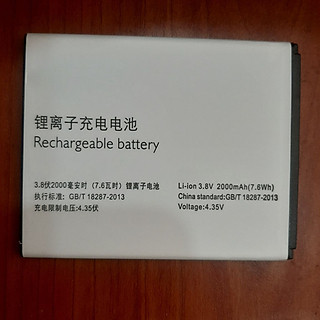 锂离子充电电池
Rechargeable battery
3.8伏2000毫安时 (7.6瓦时) 锂离子电池
执行标准: GB/T 18287-2013
充电限制电压:4.35伏
Li-ion 3.8V 2000mAh(7.6Wh)
China standard:GB/T 18287-2013
Voltage:4.35V